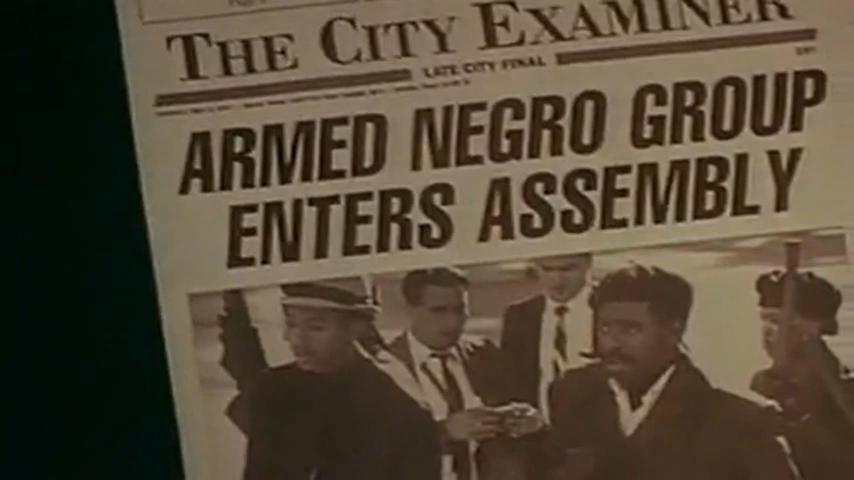 THE CITY EXAMINER
LATE CITY FINAL
ARMED NEGRO GROUP
ENTERS ASSEMBLY